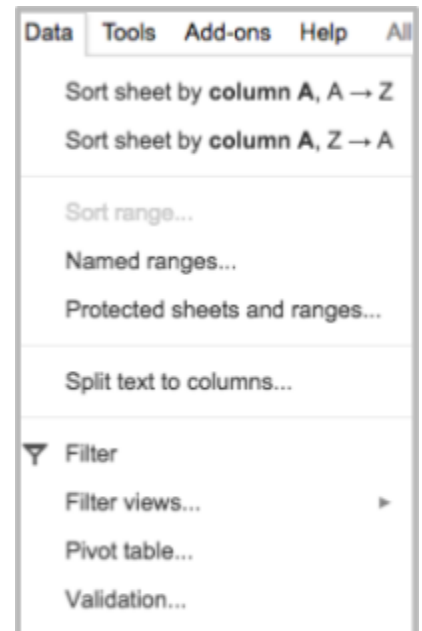 Data Tools Add-ons Help All
Sort sheet by column A, A → Z
Sort sheet by column A, Z → A
Sort range...
Named ranges...
Protected sheets and ranges...
Split text to columns...
Filter
Filter views...
Pivot table...
Validation...